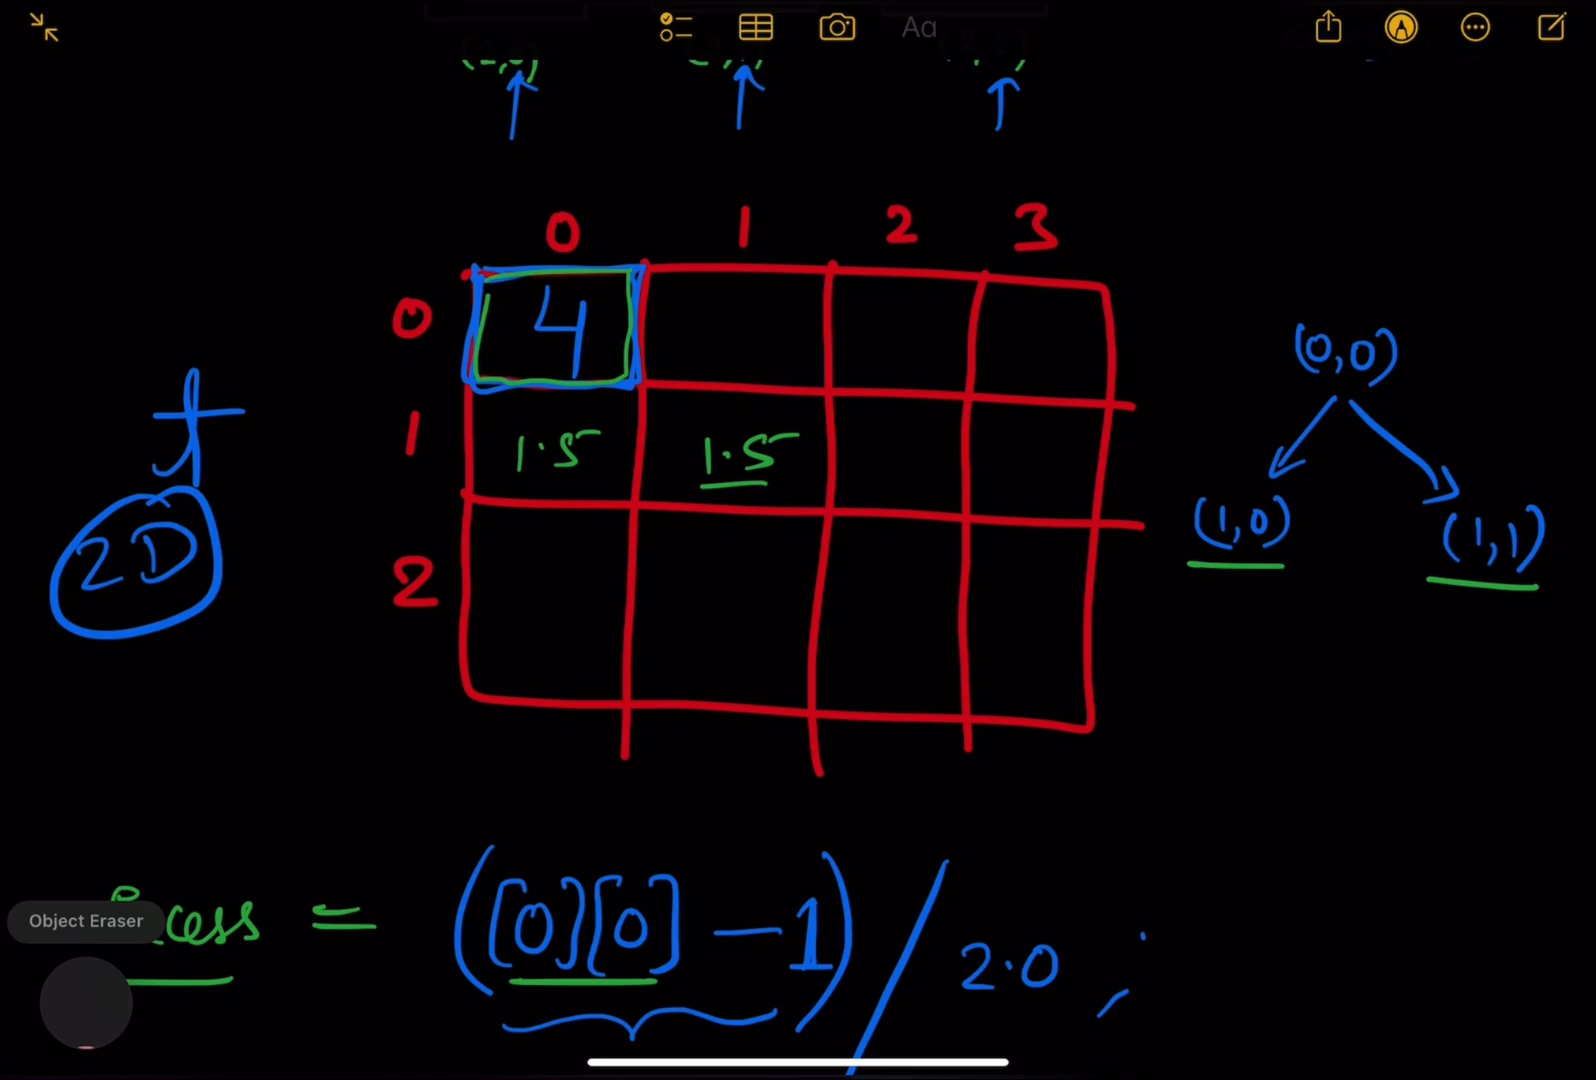 Aa
0 1 2 3
0 4
(0,0)
1 1.5 1.5
(1,0) (1,1)
2D
2
= ([0][0] - 1) / 2.0 ;
Object Eraser